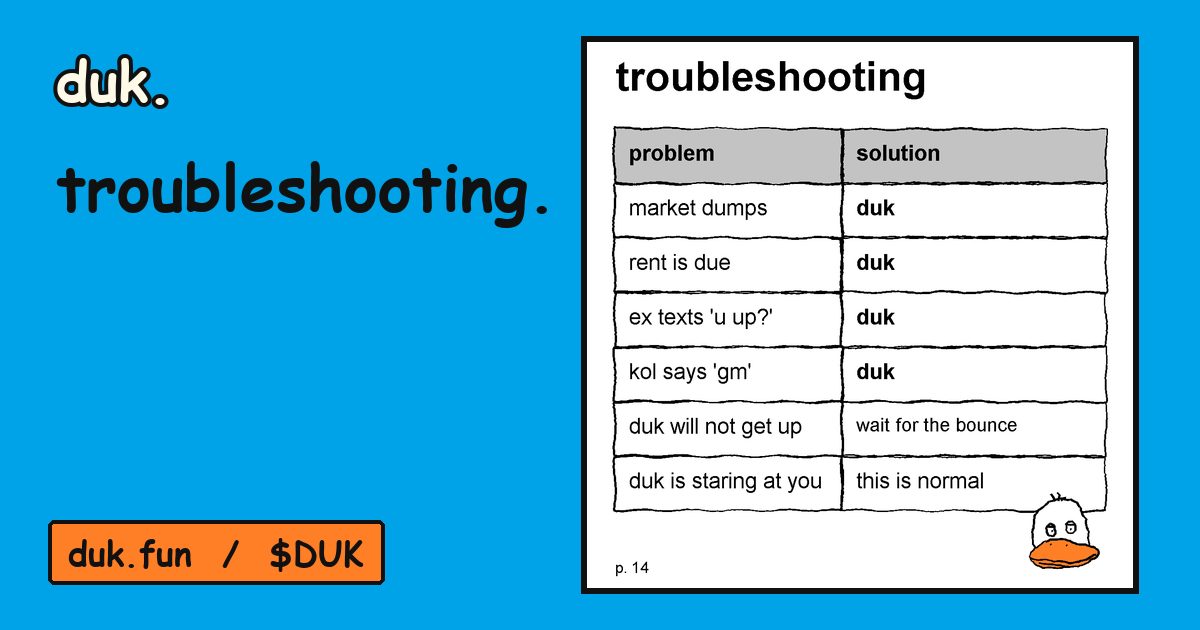 duk.
troubleshooting.
duk.fun / $DUK
troubleshooting
problem solution
market dumps duk
rent is due duk
ex texts 'u up?' duk
kol says 'gm' duk
duk will not get up wait for the bounce
duk is staring at you this is normal
p. 14